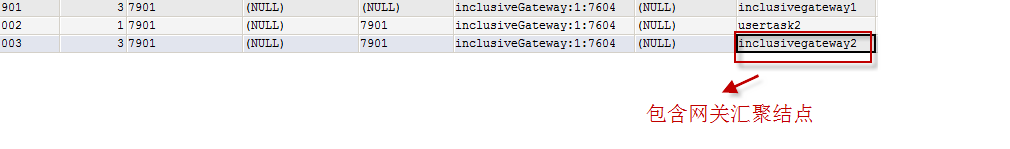 901 3 7901 (NULL) (NULL) inclusiveGateway:1:7604 (NULL) inclusivegateway1
002 1 7901 (NULL) 7901 inclusiveGateway:1:7604 (NULL) usertask2
003 3 7901 (NULL) 7901 inclusiveGateway:1:7604 (NULL) inclusivegateway2
包含网关汇聚结点